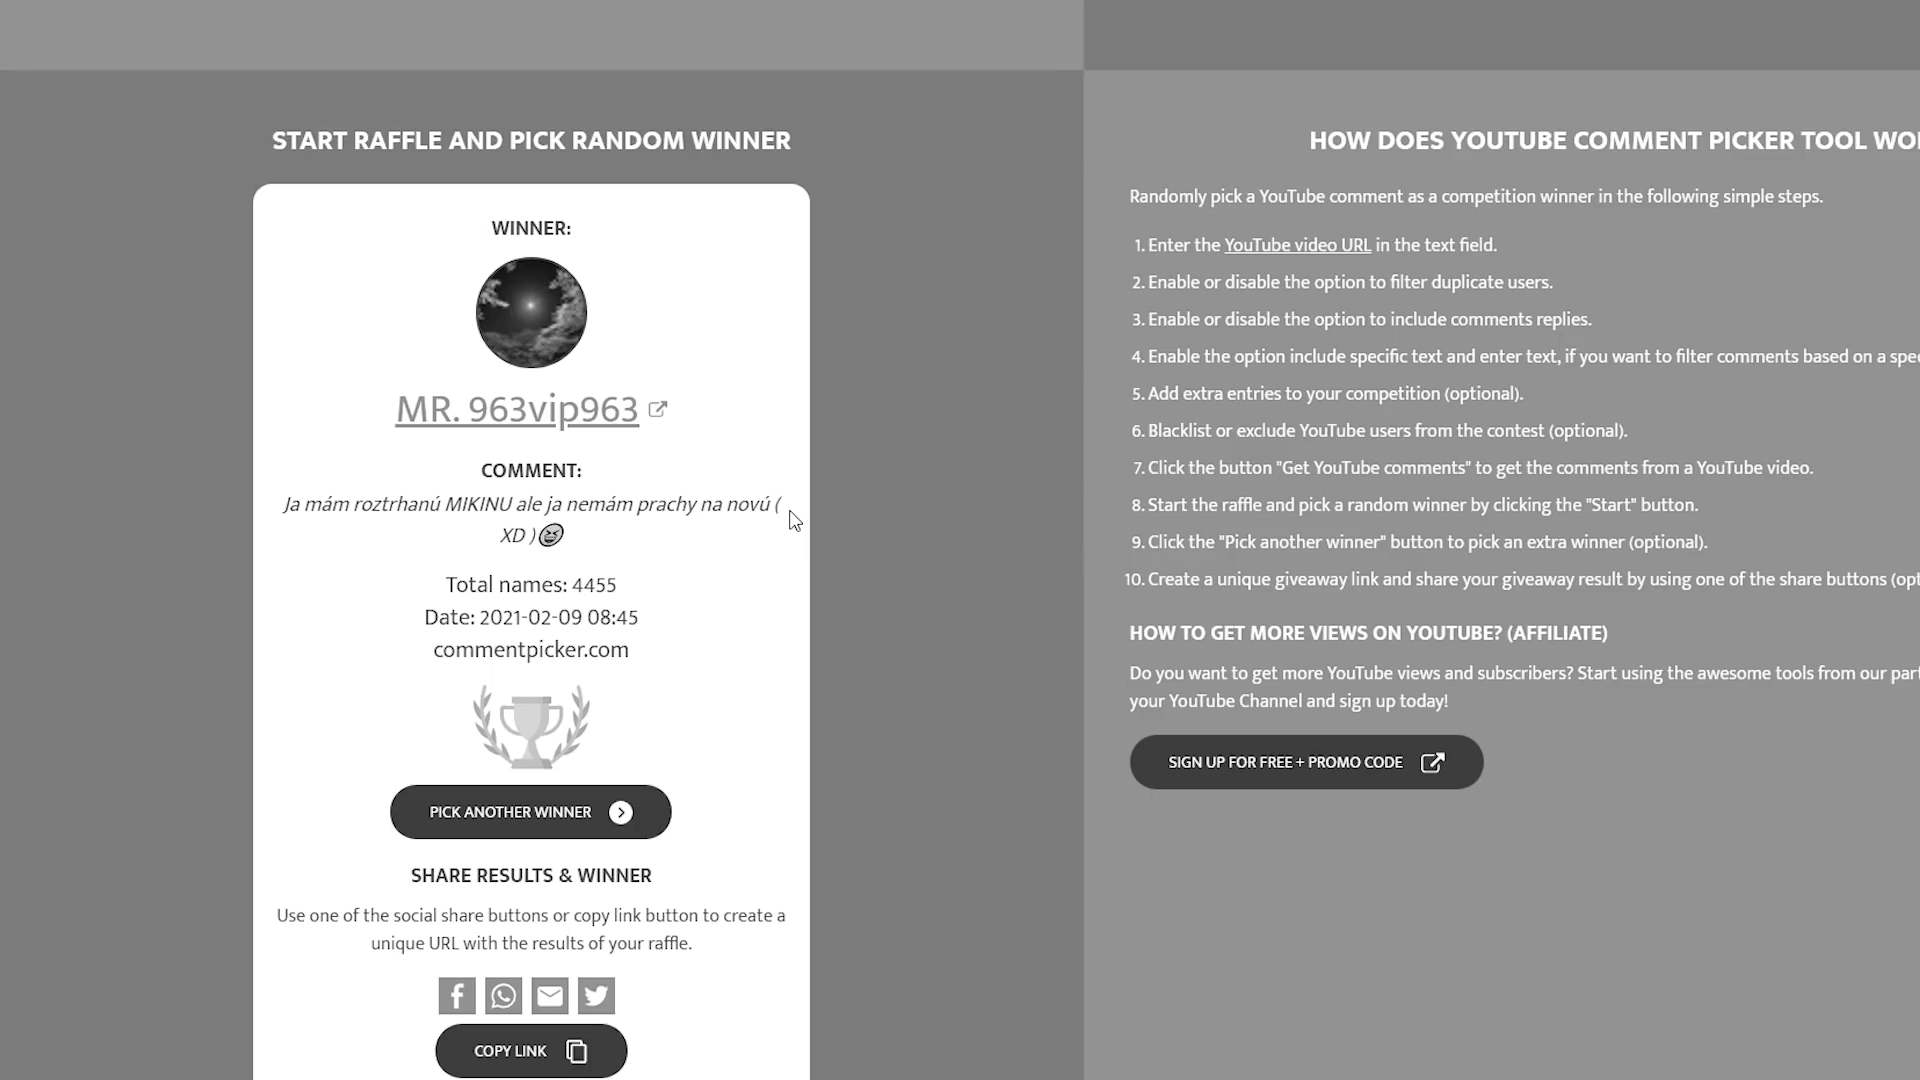 START RAFFLE AND PICK RANDOM WINNER
WINNER:
MR. 963vip963
COMMENT:
Ja mám roztrhanú MIKINU ale ja nemám prachy na novú (
XD )😆
Total names: 4455
Date: 2021-02-09 08:45
commentpicker.com
PICK ANOTHER WINNER
SHARE RESULTS & WINNER
Use one of the social share buttons or copy link button to create a
unique URL with the results of your raffle.
COPY LINK
HOW DOES YOUTUBE COMMENT PICKER TOOL
Randomly pick a YouTube comment as a competition winner in the following simple steps.
1. Enter the YouTube video URL in the text field.
2. Enable or disable the option to filter duplicate users.
3. Enable or disable the option to include comments replies.
4. Enable the option include specific text and enter text, if you want to filter comments based on a
5. Add extra entries to your competition (optional).
6. Blacklist or exclude YouTube users from the contest (optional).
7. Click the button "Get YouTube comments" to get the comments from a YouTube video.
8. Start the raffle and pick a random winner by clicking the "Start" button.
9. Click the "Pick another winner" button to pick an extra winner (optional).
10. Create a unique giveaway link and share your giveaway result by using one of the share buttons
HOW TO GET MORE VIEWS ON YOUTUBE? (AFFILIATE)
Do you want to get more YouTube views and subscribers? Start using the awesome tools from our
your YouTube Channel and sign up today!
SIGN UP FOR FREE + PROMO CODE